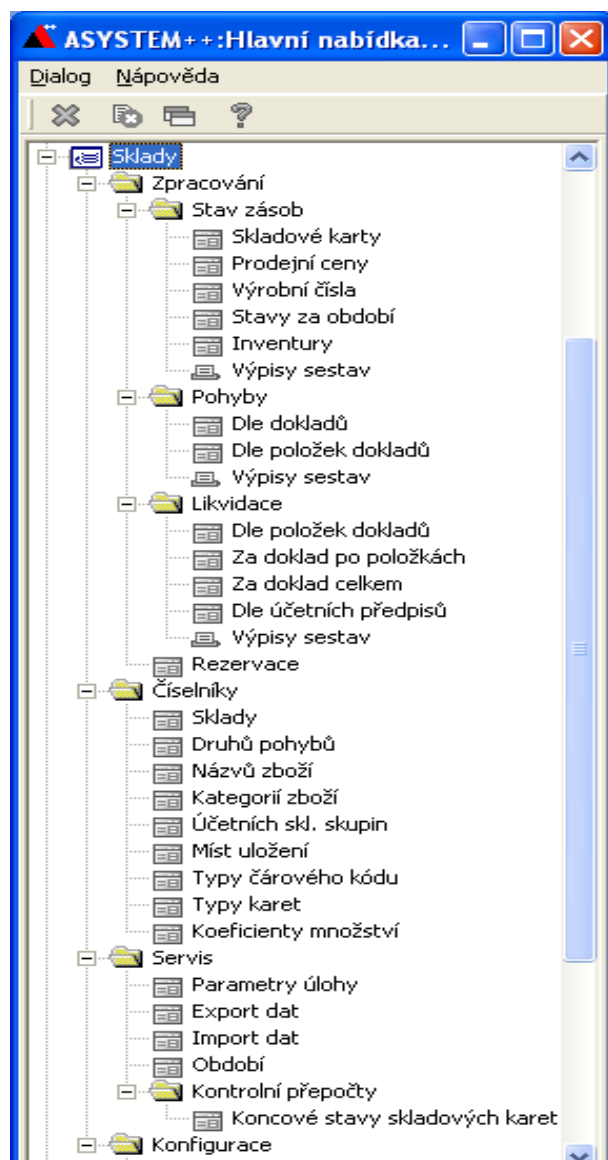 ASYSTEM++:Hlavní nabídka...
Dialog Nápověda
Sklady
Zpracování
Stav zásob
Skladové karty
Prodejní ceny
Výrobní čísla
Stavy za období
Inventury
Výpisy sestav
Pohyby
Dle dokladů
Dle položek dokladů
Výpisy sestav
Likvidace
Dle položek dokladů
Za doklad po položkách
Za doklad celkem
Dle účetních předpisů
Výpisy sestav
Rezervace
Číselníky
Sklady
Druhů pohybů
Názvů zboží
Kategorií zboží
Účetních skl. skupin
Míst uložení
Typy čárového kódu
Typy karet
Koeficienty množství
Servis
Parametry úlohy
Export dat
Import dat
Období
Kontrolní přepočty
Koncové stavy skladových karet
Konfigurace